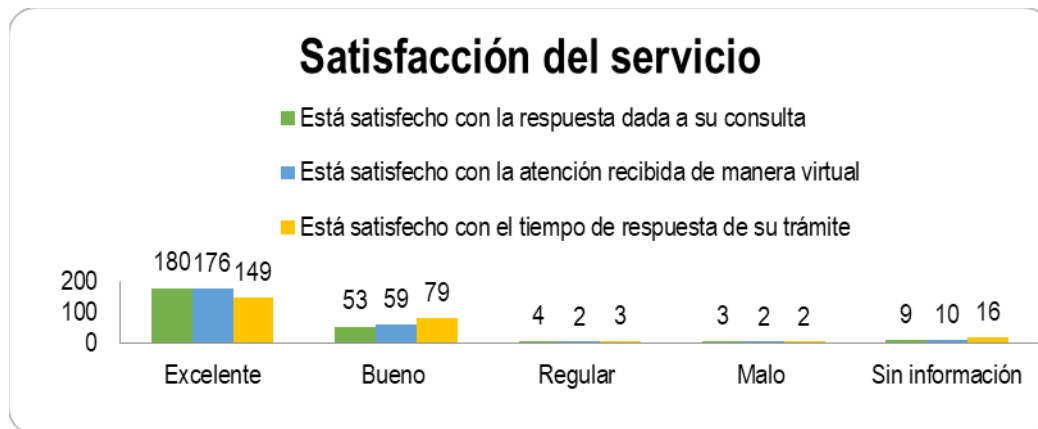 Satisfacción del servicio
Está satisfecho con la respuesta dada a su consulta
Está satisfecho con la atención recibida de manera virtual
Está satisfecho con el tiempo de respuesta de su trámite
180 176 149 53 59 79 4 2 3 3 2 2 9 10 16
200
100
0
Excelente Bueno Regular Malo Sin información